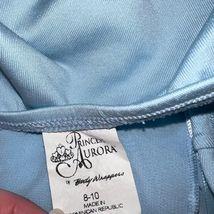 PRINCESS
AURORA
BY Body Wrappers
8-10
MADE IN
DOMINICAN REPUBLIC